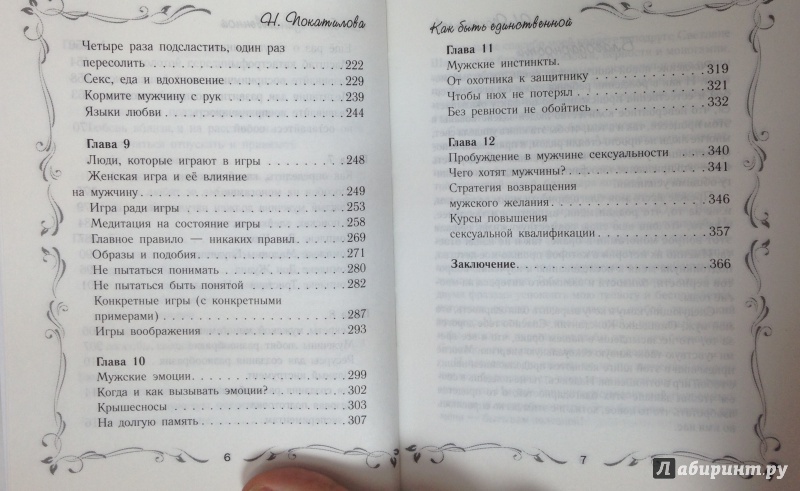 Н. Покатилова
Четыре раза подсластить, один раз
пересолить . . . . . . . . . . . . . . . . . . . . . . . 222
Секс, еда и вдохновение . . . . . . . . . . . . . 229
Кормите мужчину с рук . . . . . . . . . . . . . 239
Языки любви . . . . . . . . . . . . . . . . . . . . . 244
Глава 9
Люди, которые играют в игры . . . . . . . . 248
Женская игра и её влияние
на мужчину. . . . . . . . . . . . . . . . . . . . . . . . 249
Игра ради игры . . . . . . . . . . . . . . . . . . 253
Медитация на состояние игры . . . . . . . . 258
Главное правило — никаких правил. . . . . 269
Образы и подобия . . . . . . . . . . . . . . . . . 271
Не пытаться понимать . . . . . . . . . . . . . . 280
Не пытаться быть понятой . . . . . . . . . . . 282
Конкретные игры (с конкретными
примерами) . . . . . . . . . . . . . . . . . . . . . . . 287
Игры воображения . . . . . . . . . . . . . . . . . 293
Глава 10
Мужские эмоции. . . . . . . . . . . . . . . . . . . 299
Когда и как вызывать эмоции? . . . . . . . . 302
Крышесносы . . . . . . . . . . . . . . . . . . . . . 303
На долгую память . . . . . . . . . . . . . . . . . 307
6
Как быть единственной
Глава 11
Мужские инстинкты.
От охотника к защитнику . . . . . . . . . . . 319
Чтобы нюх не потерял . . . . . . . . . . . . . . 321
Без ревности не обойтись . . . . . . . . . . . . 332
Глава 12
Пробуждение в мужчине сексуальности . . . 340
Чего хотят мужчины? . . . . . . . . . . . . . . . 341
Стратегия возвращения
мужского желания . . . . . . . . . . . . . . . . . 346
Курсы повышения
сексуальной квалификации . . . . . . . . . . . 357
Заключение. . . . . . . . . . . . . . . . . . . . . . . 366
7
Лабиринт.ру